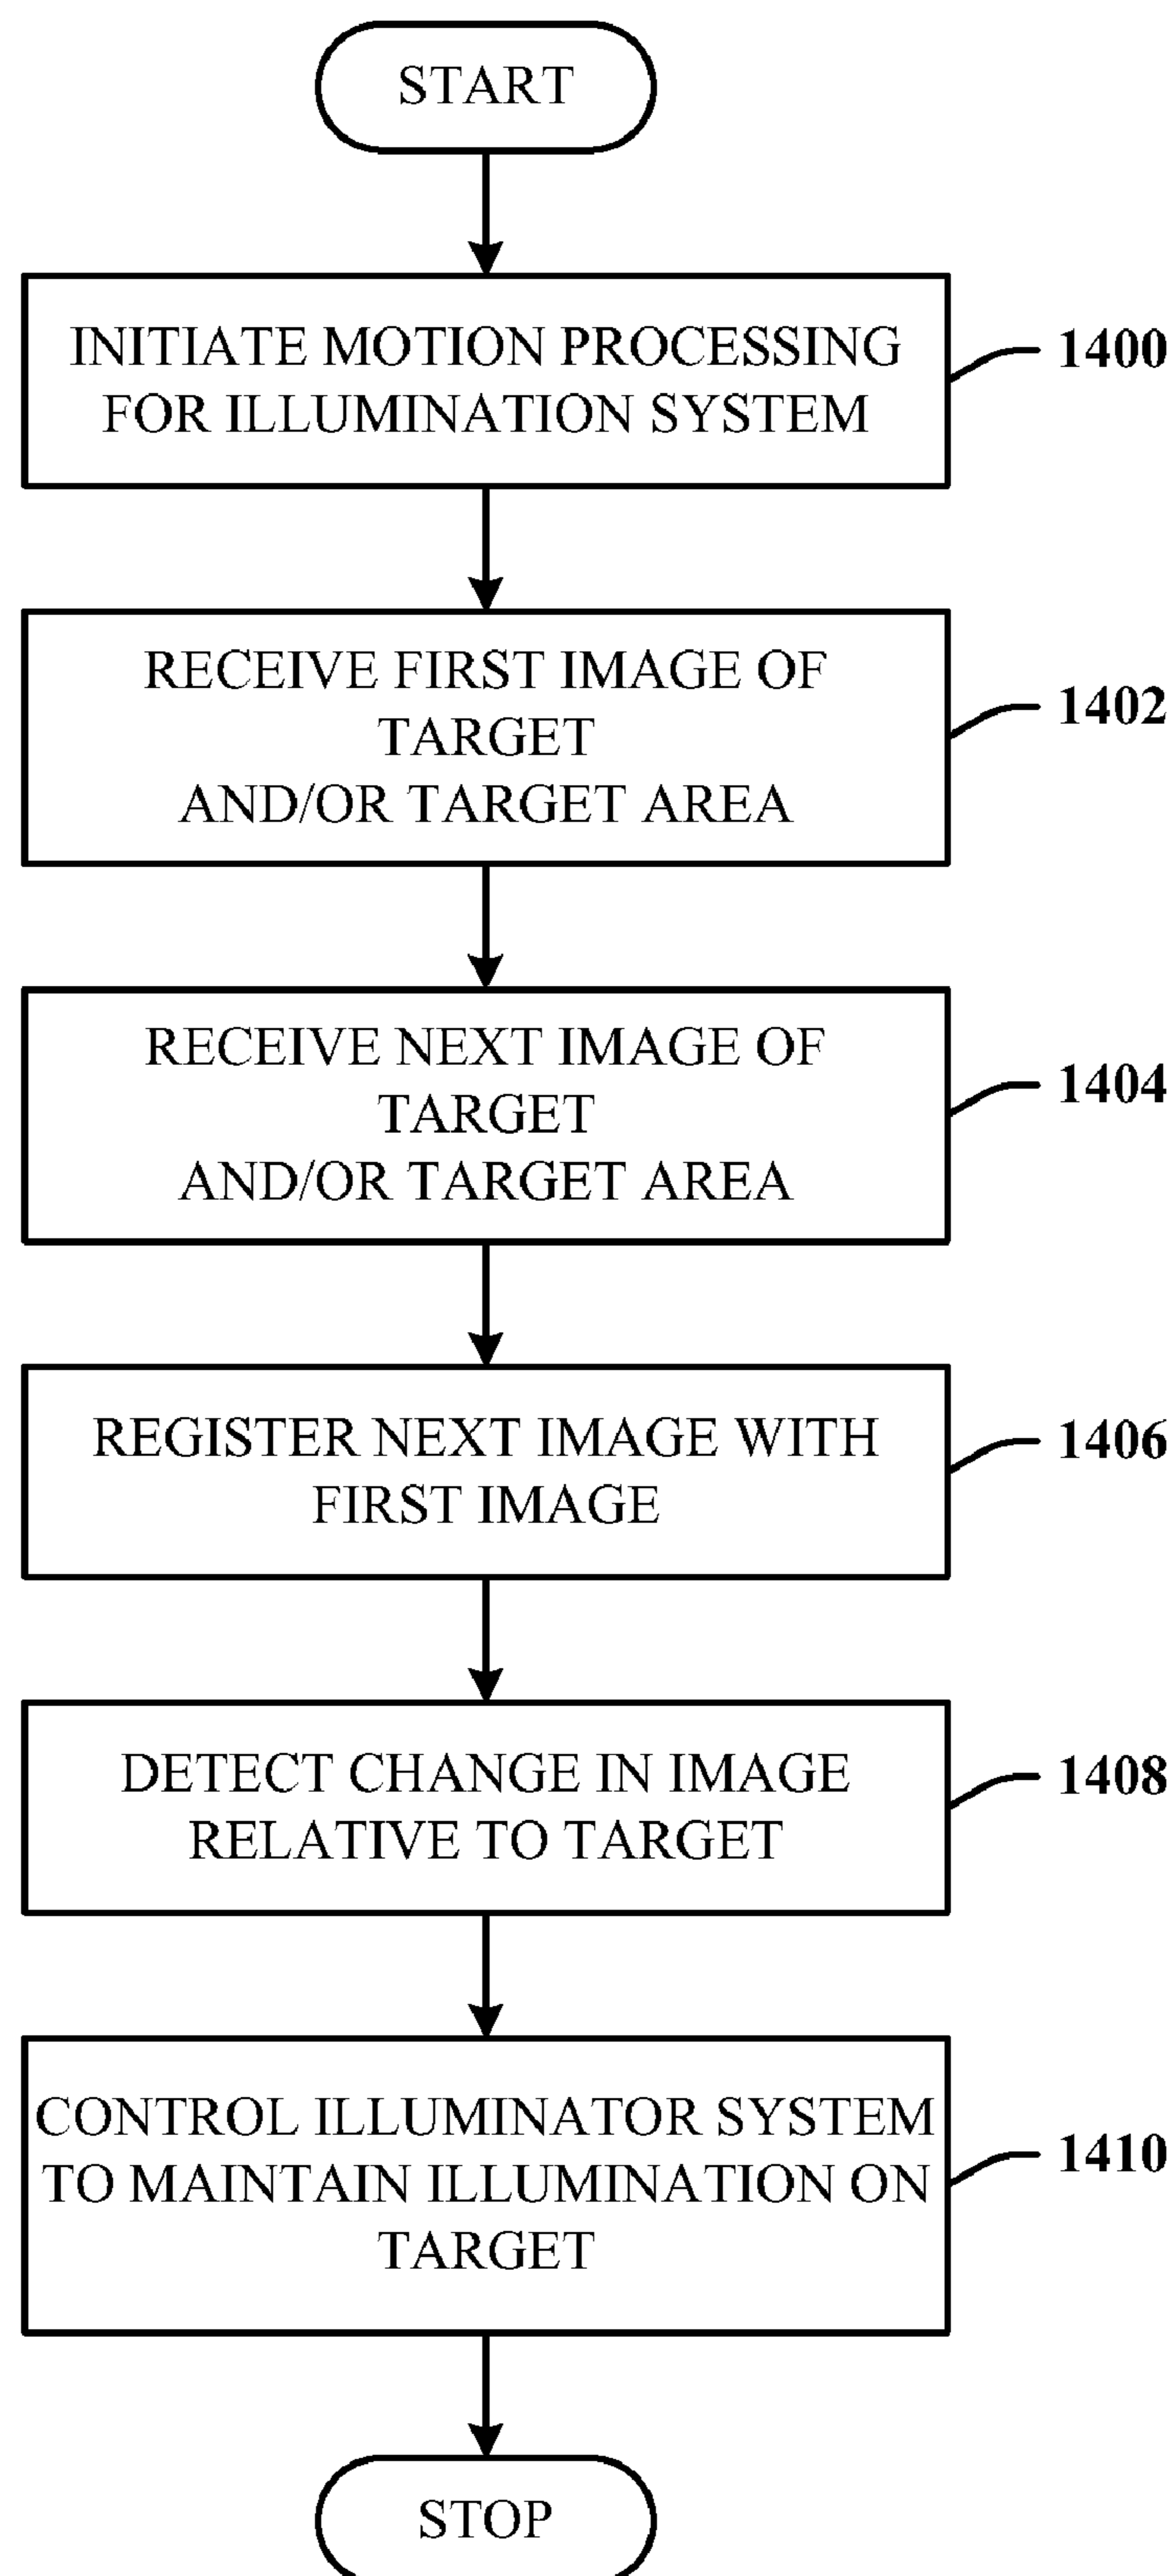 START
INITIATE MOTION PROCESSING
FOR ILLUMINATION SYSTEM
1400
RECEIVE FIRST IMAGE OF
TARGET
AND/OR TARGET AREA
1402
RECEIVE NEXT IMAGE OF
TARGET
AND/OR TARGET AREA
1404
REGISTER NEXT IMAGE WITH
FIRST IMAGE
1406
DETECT CHANGE IN IMAGE
RELATIVE TO TARGET
1408
CONTROL ILLUMINATOR SYSTEM
TO MAINTAIN ILLUMINATION ON
TARGET
1410
STOP